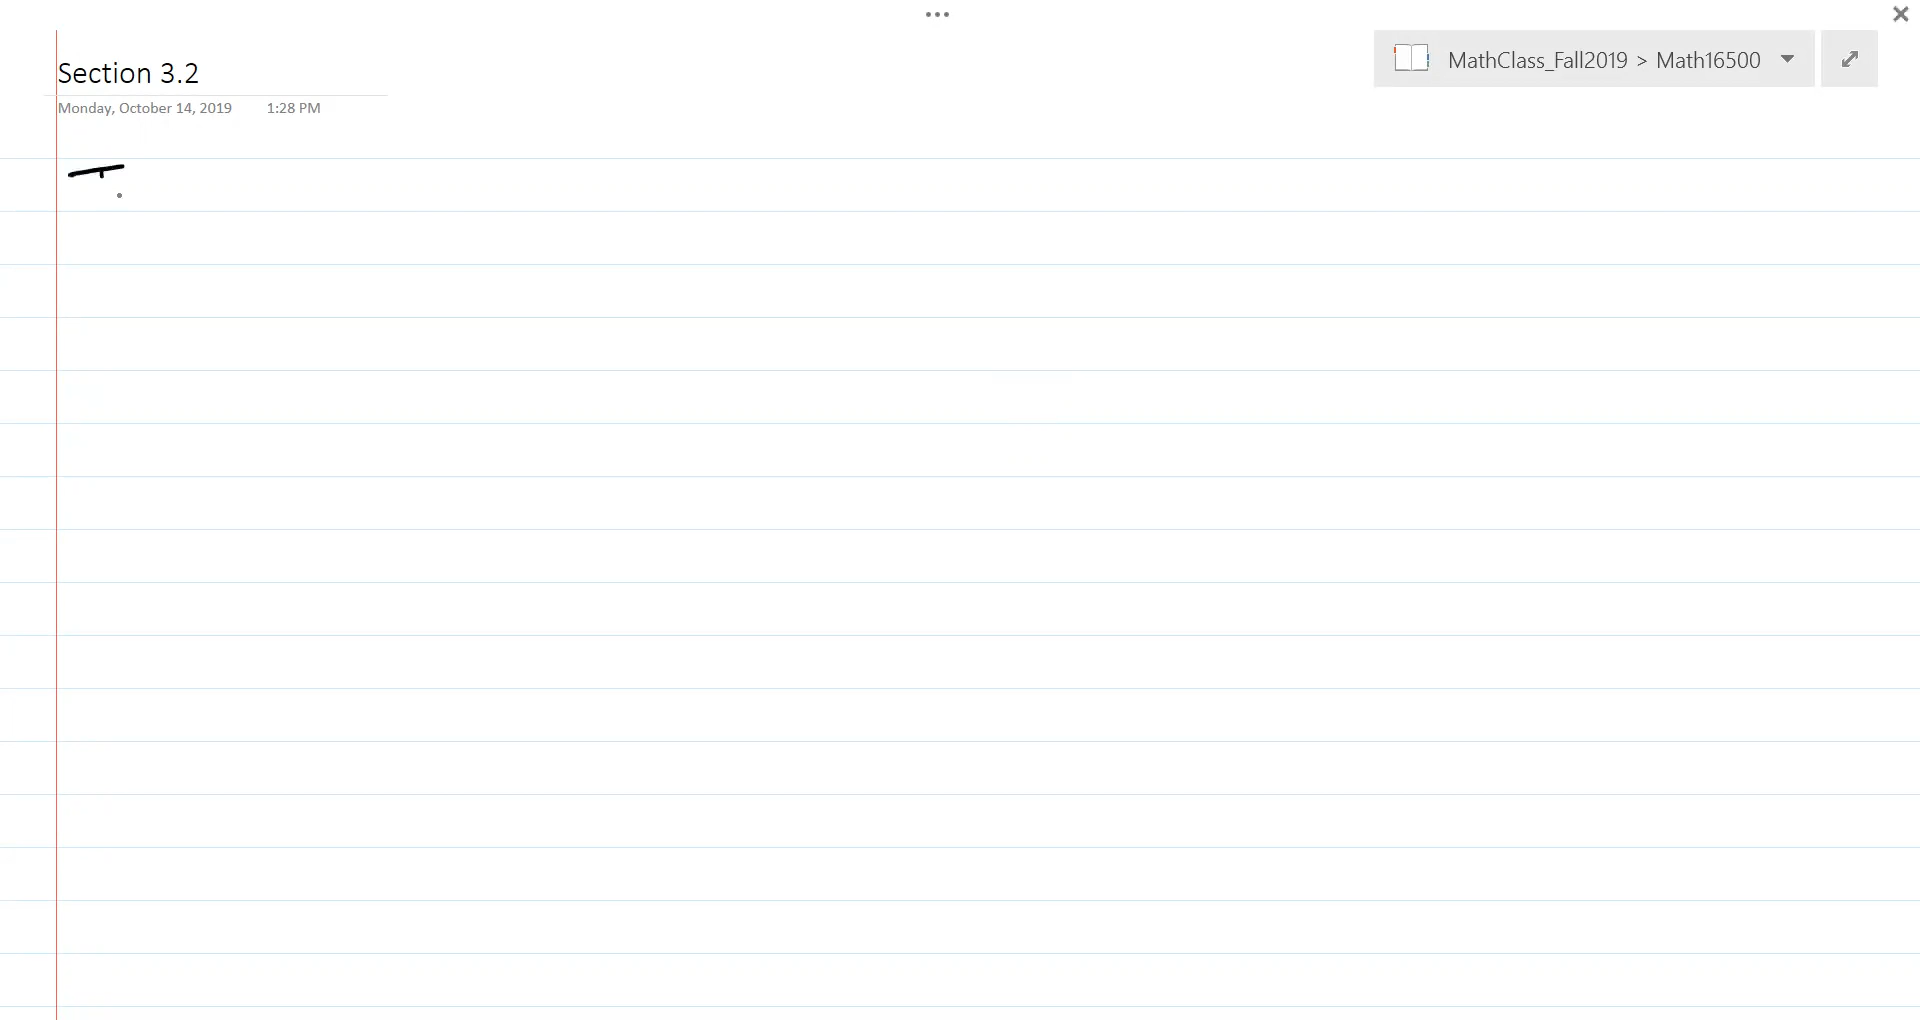 MathClass_Fall2019 > Math16500
Section 3.2
Monday, October 14, 2019 1:28 PM